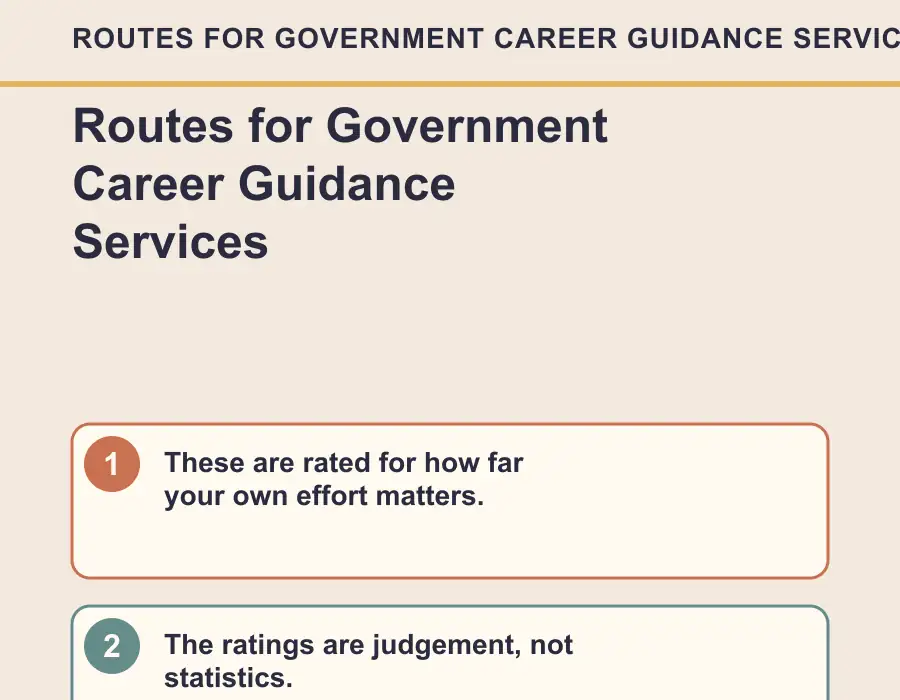 ROUTES FOR GOVERNMENT CAREER GUIDANCE
Routes for Government
Career Guidance
Services
1
These are rated for how far
your own effort matters.
2
The ratings are judgement, not
statistics.